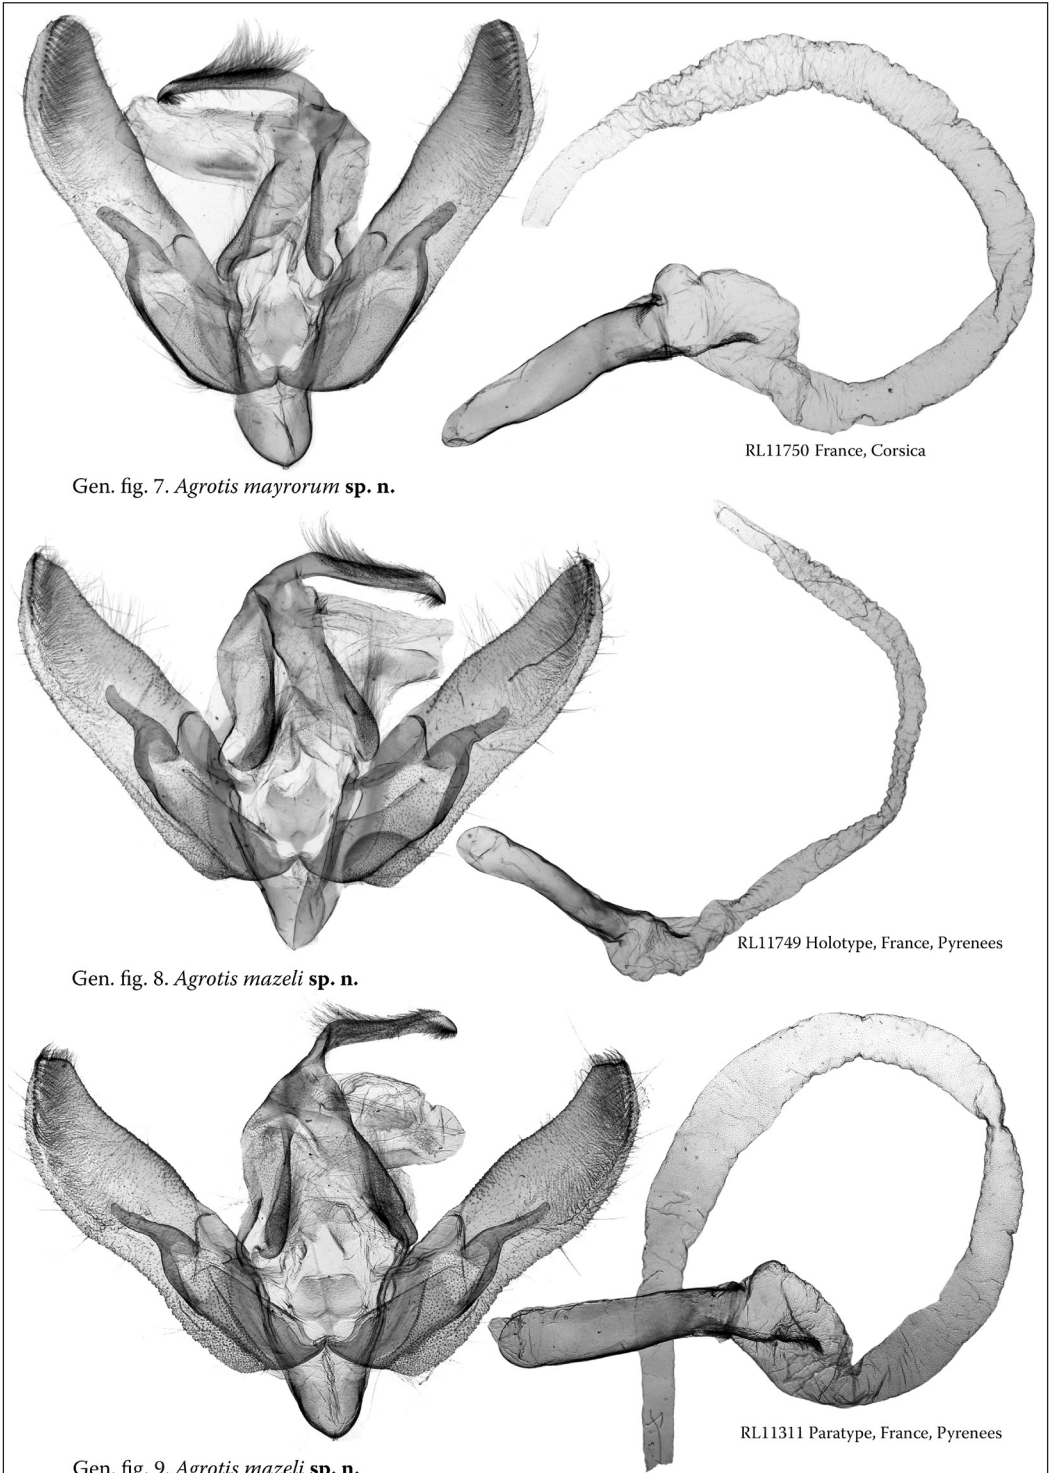 RL11750 France, Corsica
Gen. fig. 7. Agrotis mayrorum sp. n.
RL11749 Holotype, France, Pyrenees
Gen. fig. 8. Agrotis mazeli sp. n.
RL11311 Paratype, France, Pyrenees
Gen. fig. 9. Agrotis mazeli sp. n.